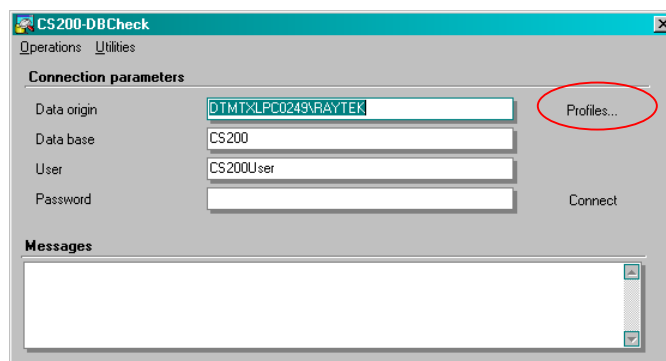 CS200-DBCheck
Operations Utilities
Connection parameters
Data origin DTMTXLPC0249\RAYTEK Profiles...
Data base CS200
User CS200User
Password Connect
Messages